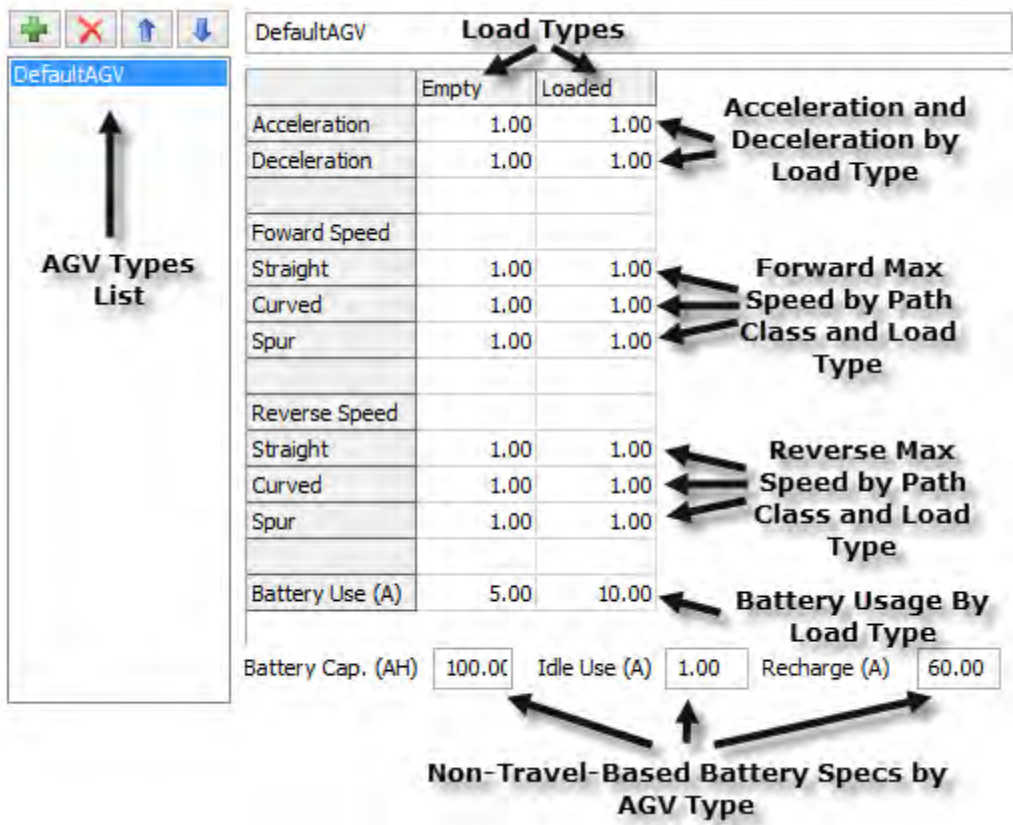 DefaultAGV
Load Types
DefaultAGV
Empty Loaded
Acceleration 1.00 1.00
Deceleration 1.00 1.00
Acceleration and
Deceleration by
Load Type
Foward Speed
Straight 1.00 1.00
Curved 1.00 1.00
Spur 1.00 1.00
AGV Types
List
Forward Max
Speed by Path
Class and Load
Type
Reverse Speed
Straight 1.00 1.00
Curved 1.00 1.00
Spur 1.00 1.00
Reverse Max
Speed by Path
Class and Load
Type
Battery Use (A) 5.00 10.00
Battery Usage By
Load Type
Battery Cap. (AH) 100.00 Idle Use (A) 1.00 Recharge (A) 60.00
Non-Travel-Based Battery Specs by
AGV Type